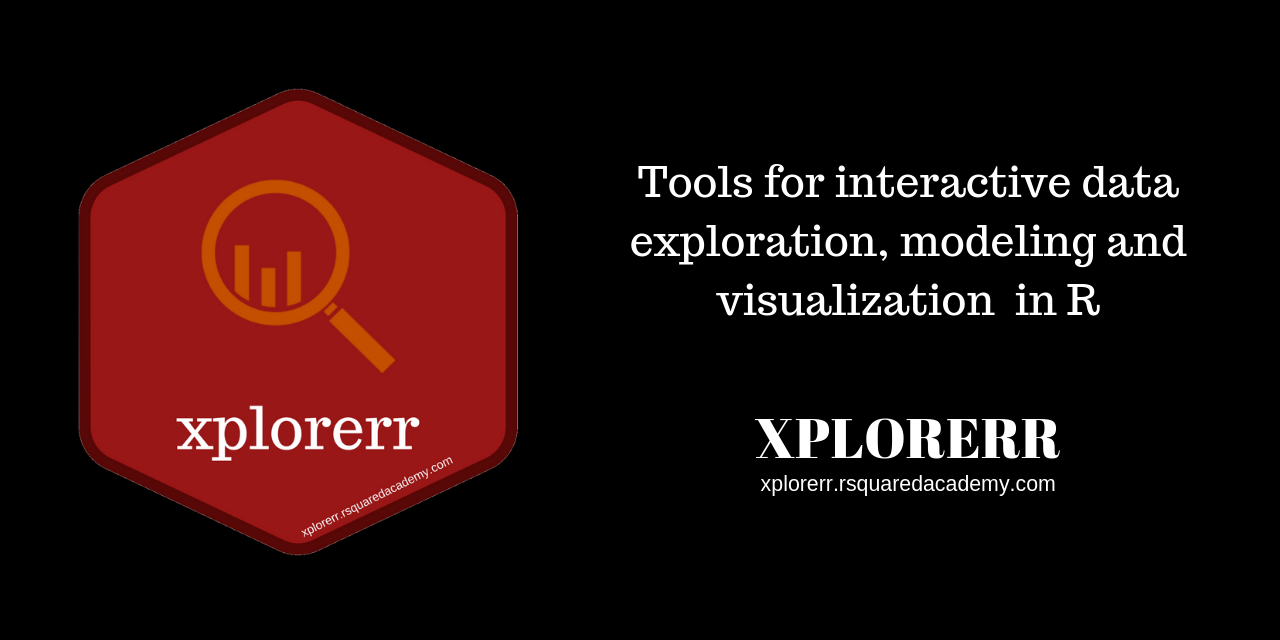 xplorerr
xplorerr.rsquaredacademy.com
Tools for interactive data
exploration, modeling and
visualization  in R
XPLORERR
xplorerr.rsquaredacademy.com